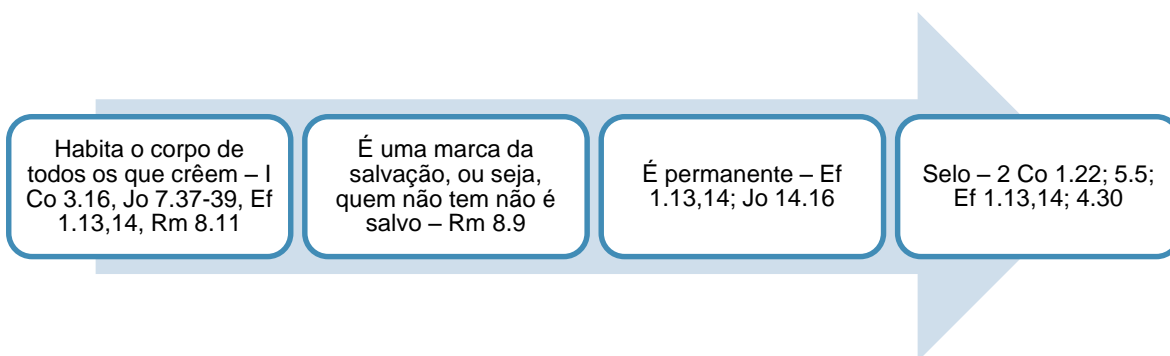 Habita o corpo de
todos os que crêem – I
Co 3.16, Jo 7.37-39, Ef
1.13,14, Rm 8.11
É uma marca da
salvação, ou seja,
quem não tem não é
salvo – Rm 8.9
É permanente – Ef
1.13,14; Jo 14.16
Selo – 2 Co 1.22; 5.5;
Ef 1.13,14; 4.30